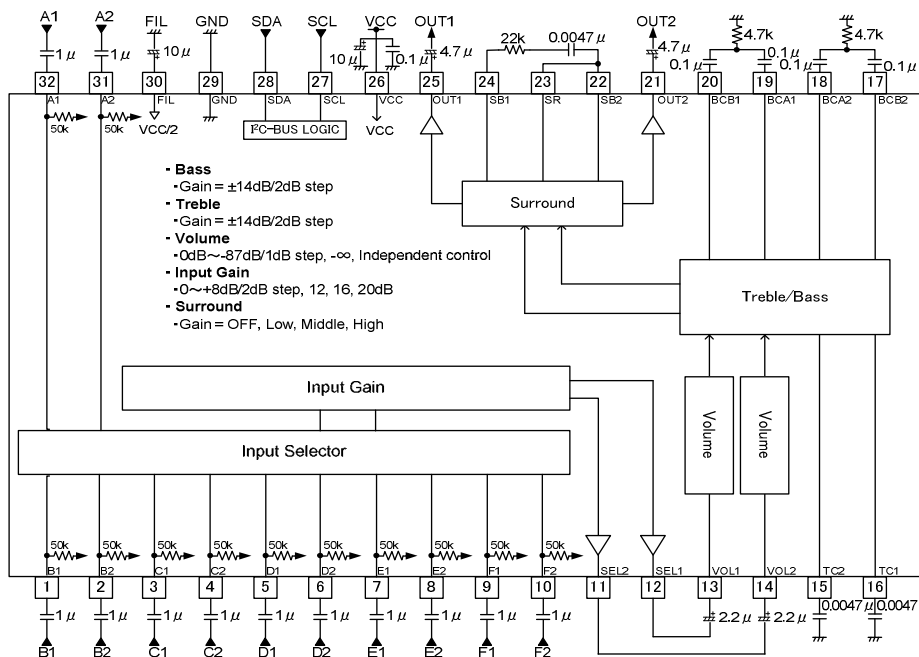 A1 A2 FIL GND SDA SCL VCC OUT1 OUT2
4.7k 4.7k
22k 0.0047μ
1μ 1μ 10μ 10μ 0.1μ 4.7μ 4.7μ 0.1μ 0.1μ 0.1μ 0.1μ
32 31 30 29 28 27 26 25 24 23 22 21 20 19 18 17
A1 A2 FIL GND SDA SCL VCC OUT1 SB1 SR SB2 OUT2 BCB1 BCA1 BCA2 BCB2
50k 50k VCC/2 I²C-BUS LOGIC VCC
- Bass
-Gain = ±14dB/2dB step
- Treble
-Gain = ±14dB/2dB step
- Volume
-0dB~-87dB/1dB step, -∞, Independent control
- Input Gain
-0~+8dB/2dB step, 12, 16, 20dB
- Surround
-Gain = OFF, Low, Middle, High
Surround
Treble/Bass
Input Gain
Volume Volume
Input Selector
50k 50k 50k 50k 50k 50k 50k 50k 50k 50k
B1 B2 C1 C2 D1 D2 E1 E2 F1 F2 SEL2 SEL1 VOL1 VOL2 TC2 TC1
1 2 3 4 5 6 7 8 9 10 11 12 13 14 15 16
1μ 1μ 1μ 1μ 1μ 1μ 1μ 1μ 1μ 1μ 2.2μ 2.2μ 0.0047μ 0.0047μ
B1 B2 C1 C2 D1 D2 E1 E2 F1 F2